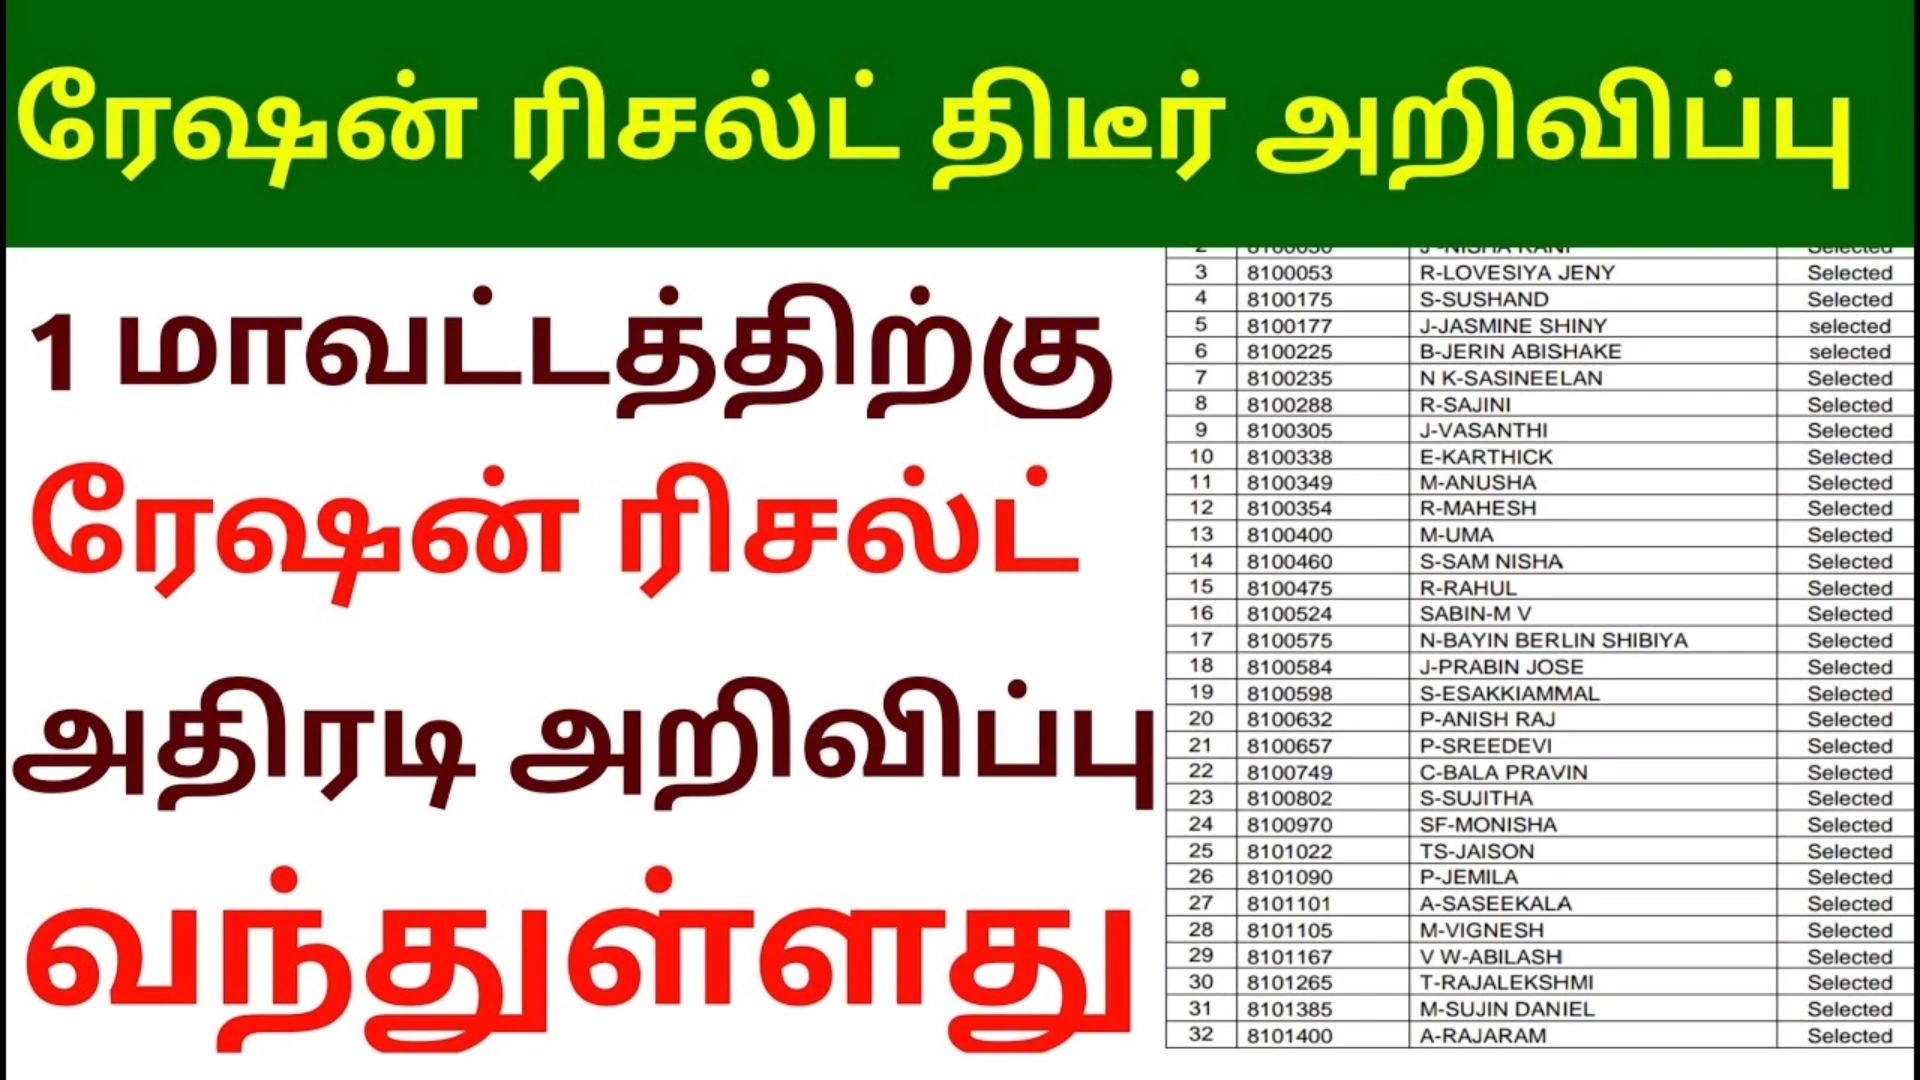 ரேஷன் ரிசல்ட் திடீர் அறிவிப்பு
1 மாவட்டத்திற்கு
ரேஷன் ரிசல்ட்
அதிரடி அறிவிப்பு
வந்துள்ளது
2 8100050 J-NISHA RANI Selected
3 8100053 R-LOVESIYA JENY Selected
4 8100175 S-SUSHAND Selected
5 8100177 J-JASMINE SHINY selected
6 8100225 B-JERIN ABISHAKE selected
7 8100235 N K-SASINEELAN Selected
8 8100288 R-SAJINI Selected
9 8100305 J-VASANTHI Selected
10 8100338 E-KARTHICK Selected
11 8100349 M-ANUSHA Selected
12 8100354 R-MAHESH Selected
13 8100400 M-UMA Selected
14 8100460 S-SAM NISHA Selected
15 8100475 R-RAHUL Selected
16 8100524 SABIN-M V Selected
17 8100575 N-BAYIN BERLIN SHIBIYA Selected
18 8100584 J-PRABIN JOSE Selected
19 8100598 S-ESAKKIAMMAL Selected
20 8100632 P-ANISH RAJ Selected
21 8100657 P-SREEDEVI Selected
22 8100749 C-BALA PRAVIN Selected
23 8100802 S-SUJITHA Selected
24 8100970 SF-MONISHA Selected
25 8101022 TS-JAISON Selected
26 8101090 P-JEMILA Selected
27 8101101 A-SASEEKALA Selected
28 8101105 M-VIGNESH Selected
29 8101167 V W-ABILASH Selected
30 8101265 T-RAJALEKSHMI Selected
31 8101385 M-SUJIN DANIEL Selected
32 8101400 A-RAJARAM Selected